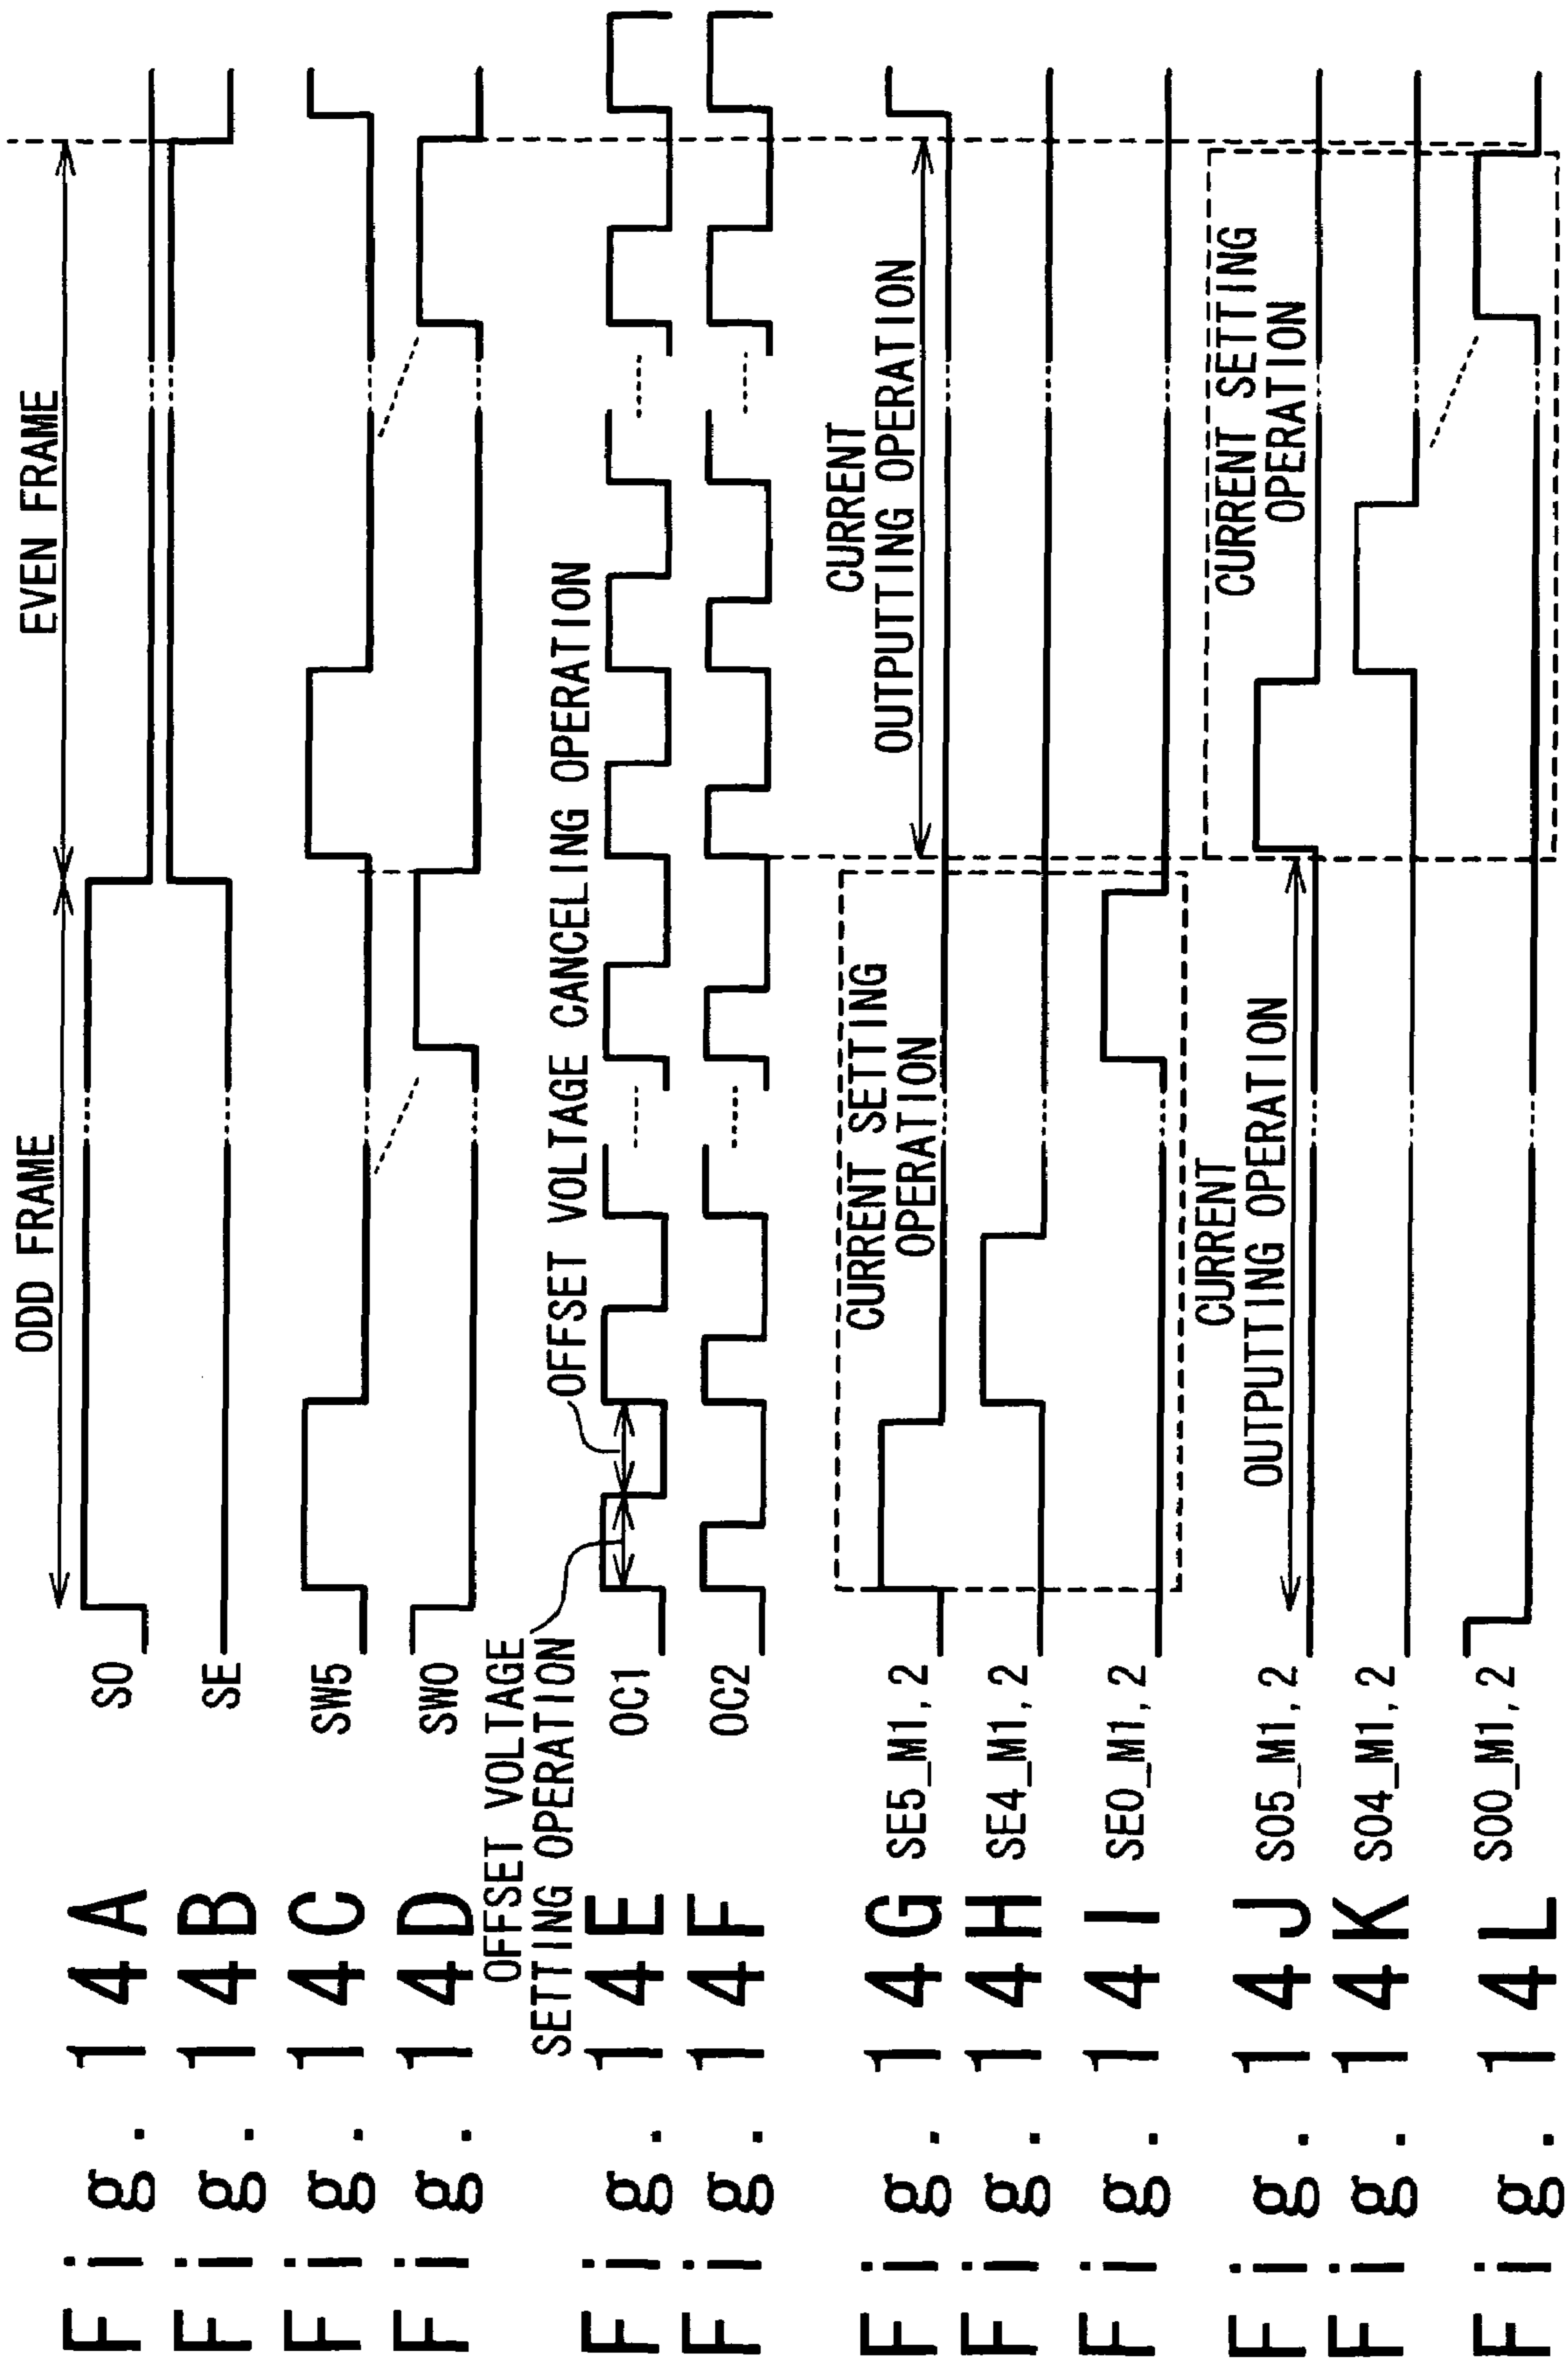 ODD FRAME
EVEN FRAME
Fig. 14A SO
Fig. 14B SE
Fig. 14C SW5
Fig. 14D SW0
OFFSET VOLTAGE
SETTING OPERATION
OFFSET VOLTAGE CANCELING OPERATION
Fig. 14E OC1
Fig. 14F OC2
CURRENT SETTING
OPERATION
CURRENT
OUTPUTTING OPERATION
Fig. 14G SE5_M1,2
Fig. 14H SE4_M1,2
Fig. 14I SE0_M1,2
CURRENT
OUTPUTTING OPERATION
CURRENT SETTING
OPERATION
Fig. 14J SO5_M1,2
Fig. 14K SO4_M1,2
Fig. 14L SO0_M1,2